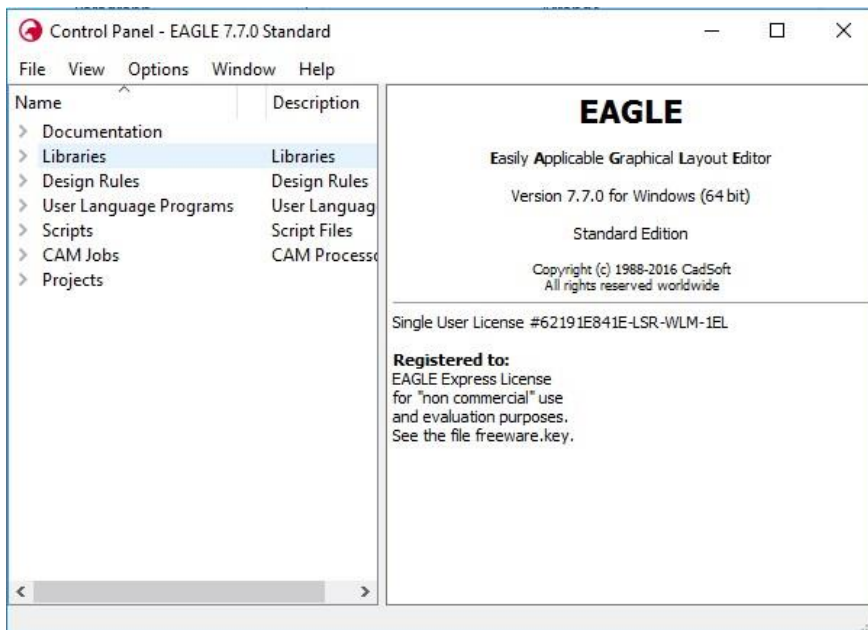 Control Panel - EAGLE 7.7.0 Standard
File View Options Window Help
Name Description
Documentation
Libraries Libraries
Design Rules Design Rules
User Language Programs User Languag
Scripts Script Files
CAM Jobs CAM Process
Projects
EAGLE
Easily Applicable Graphical Layout Editor
Version 7.7.0 for Windows (64 bit)
Standard Edition
Copyright (c) 1988-2016 CadSoft
All rights reserved worldwide
Single User License #62191E841E-LSR-WLM-1EL
Registered to:
EAGLE Express License
for "non commercial" use
and evaluation purposes.
See the file freeware.key.